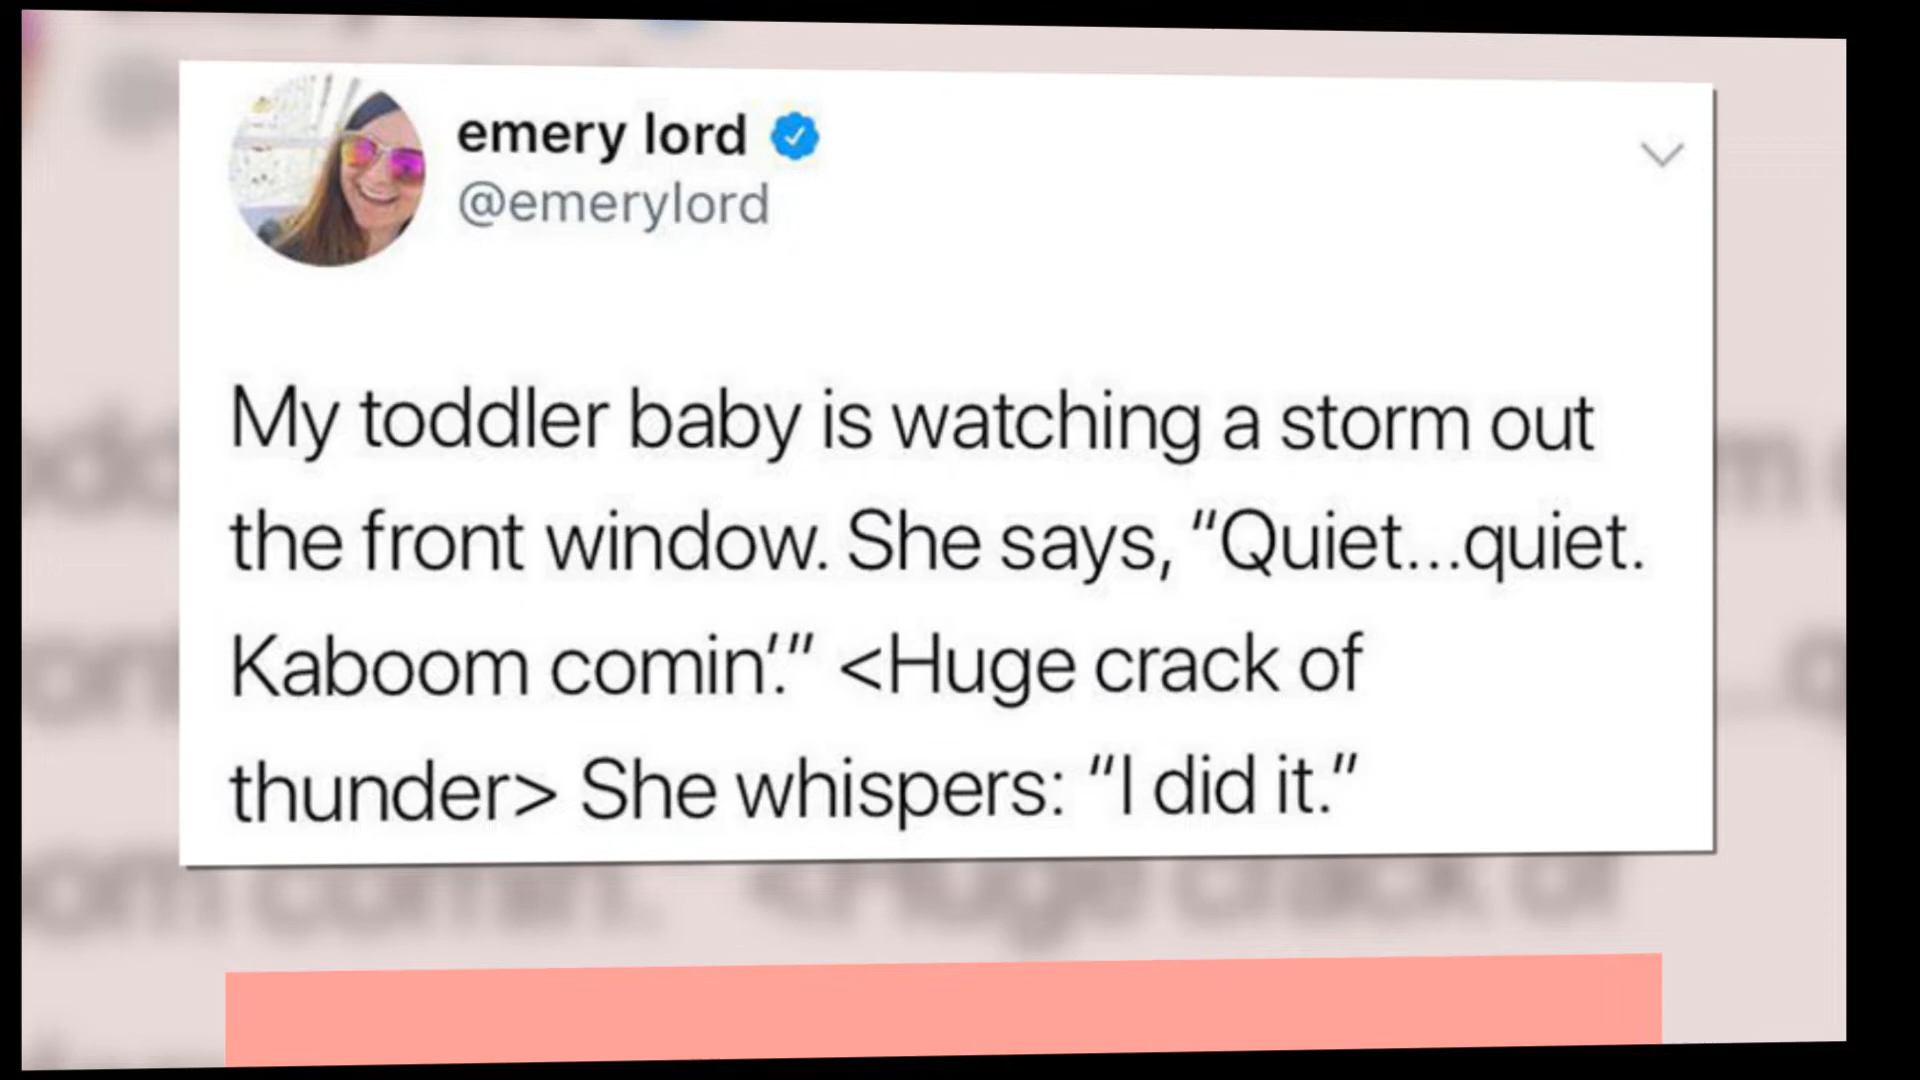 emery lord
@emerylord
My toddler baby is watching a storm out
the front window. She says, “Quiet...quiet.
Kaboom comin’.” <Huge crack of
thunder> She whispers: “I did it.”